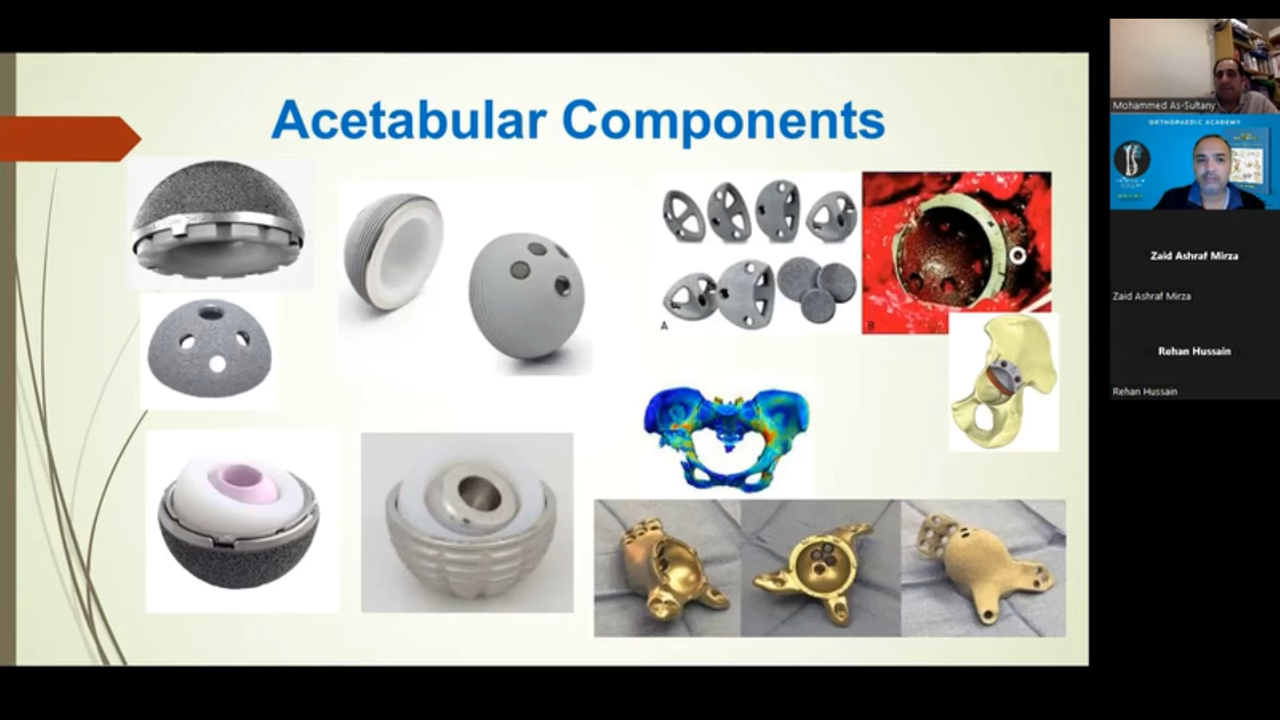 Acetabular Components
A
B
Mohammed As-Sultany
ORTHOPAEDIC ACADEMY
Zaid Ashraf Mirza
Zaid Ashraf Mirza
Rehan Hussain
Rehan Hussain